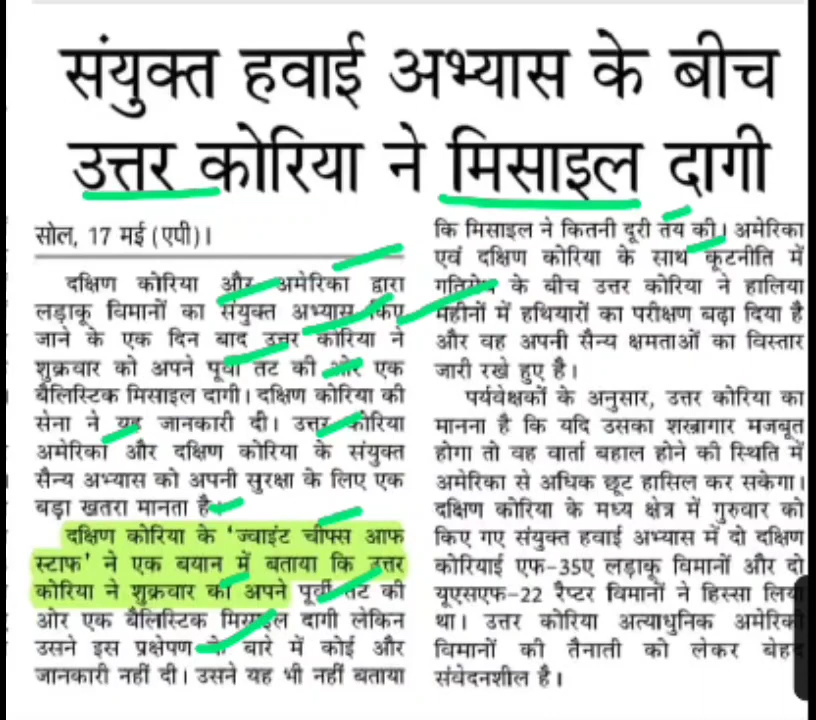 संयुक्त हवाई अभ्यास के बीच
उत्तर कोरिया ने मिसाइल दागी
सोल, 17 मई (एपी)।
दक्षिण कोरिया और अमेरिका द्वारा
लड़ाकू विमानों का संयुक्त अभ्यास किए
जाने के एक दिन बाद उत्तर कोरिया ने
शुक्रवार को अपने पूर्वी तट की ओर एक
बैलिस्टिक मिसाइल दागी। दक्षिण कोरिया की
सेना ने यह जानकारी दी। उत्तर कोरिया
अमेरिका और दक्षिण कोरिया के संयुक्त
सैन्य अभ्यास को अपनी सुरक्षा के लिए एक
बड़ा खतरा मानता है।
दक्षिण कोरिया के 'ज्वाइंट चीफ्स आफ
स्टाफ' ने एक बयान में बताया कि उत्तर
कोरिया ने शुक्रवार को अपने पूर्वी तट की
ओर एक बैलिस्टिक मिसाइल दागी लेकिन
उसने इस प्रक्षेपण के बारे में कोई और
जानकारी नहीं दी। उसने यह भी नहीं बताया
कि मिसाइल ने कितनी दूरी तय की। अमेरिका
एवं दक्षिण कोरिया के साथ कूटनीति में
गतिरोध के बीच उत्तर कोरिया ने हालिया
महीनों में हथियारों का परीक्षण बढ़ा दिया है
और वह अपनी सैन्य क्षमताओं का विस्तार
जारी रखे हुए है।
पर्यवेक्षकों के अनुसार, उत्तर कोरिया का
मानना है कि यदि उसका शस्त्रागार मजबूत
होगा तो वह वार्ता बहाल होने की स्थिति में
अमेरिका से अधिक छूट हासिल कर सकेगा।
दक्षिण कोरिया के मध्य क्षेत्र में गुरुवार को
किए गए संयुक्त हवाई अभ्यास में दो दक्षिण
कोरियाई एफ-35ए लड़ाकू विमानों और दो
यूएसएफ-22 रैप्टर विमानों ने हिस्सा लिया
था। उत्तर कोरिया अत्याधुनिक अमेरिकी
विमानों की तैनाती को लेकर बेहद
संवेदनशील है।